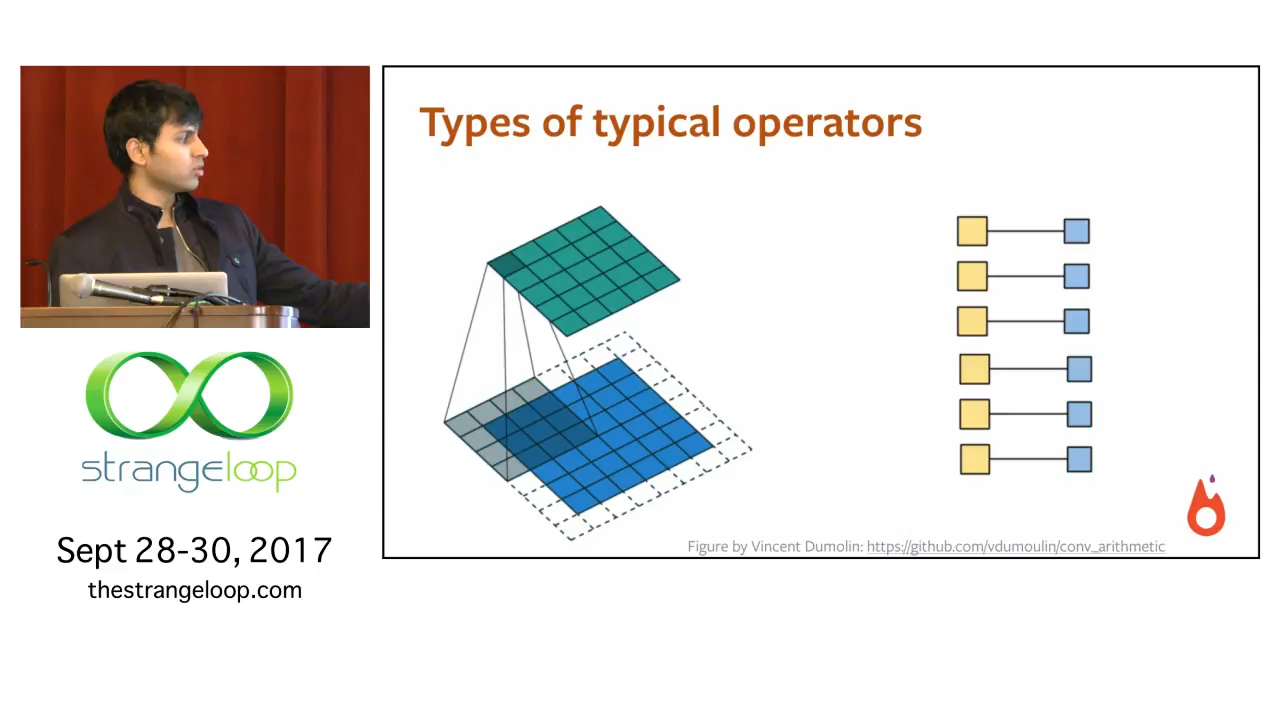 Types of typical operators
strangeloop
Sept 28-30, 2017
thestrangeloop.com
Figure by Vincent Dumolin: https://github.com/vdumoulin/conv_arithmetic